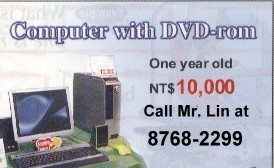 Computer with DVD-rom
One year old
NT$10,000
Call Mr. Lin at
8768-2299